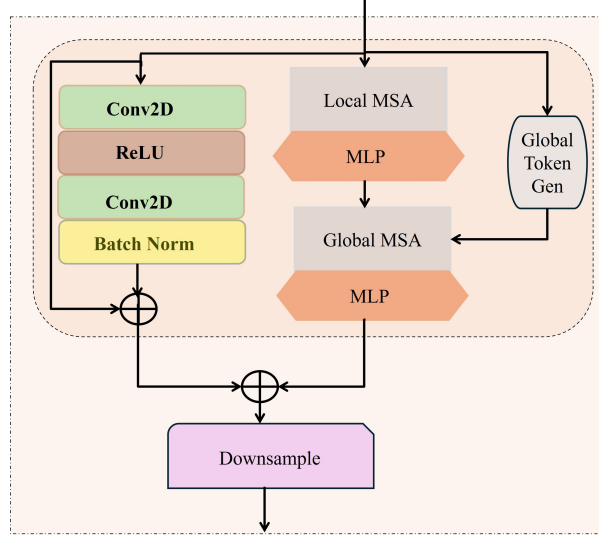 Conv2D
ReLU
Conv2D
Batch Norm
Local MSA
MLP
Global MSA
MLP
Global
Token
Gen
Downsample